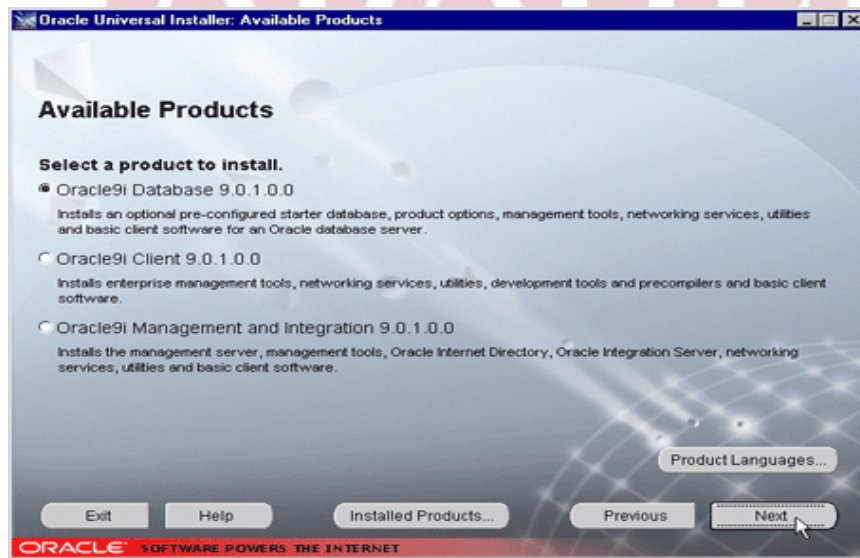 Oracle Universal Installer: Available Products
Available Products
Select a product to install.
Oracle9i Database 9.0.1.0.0
Installs an optional pre-configured starter database, product options, management tools, networking services, utilities
and basic client software for an Oracle database server.
Oracle9i Client 9.0.1.0.0
Installs enterprise management tools, networking services, utilities, development tools and precompilers and basic client
software.
Oracle9i Management and Integration 9.0.1.0.0
Installs the management server, management tools, Oracle Internet Directory, Oracle Integration Server, networking
services, utilities and basic client software.
Product Languages...
Exit Help Installed Products... Previous Next
ORACLE SOFTWARE POWERS THE INTERNET